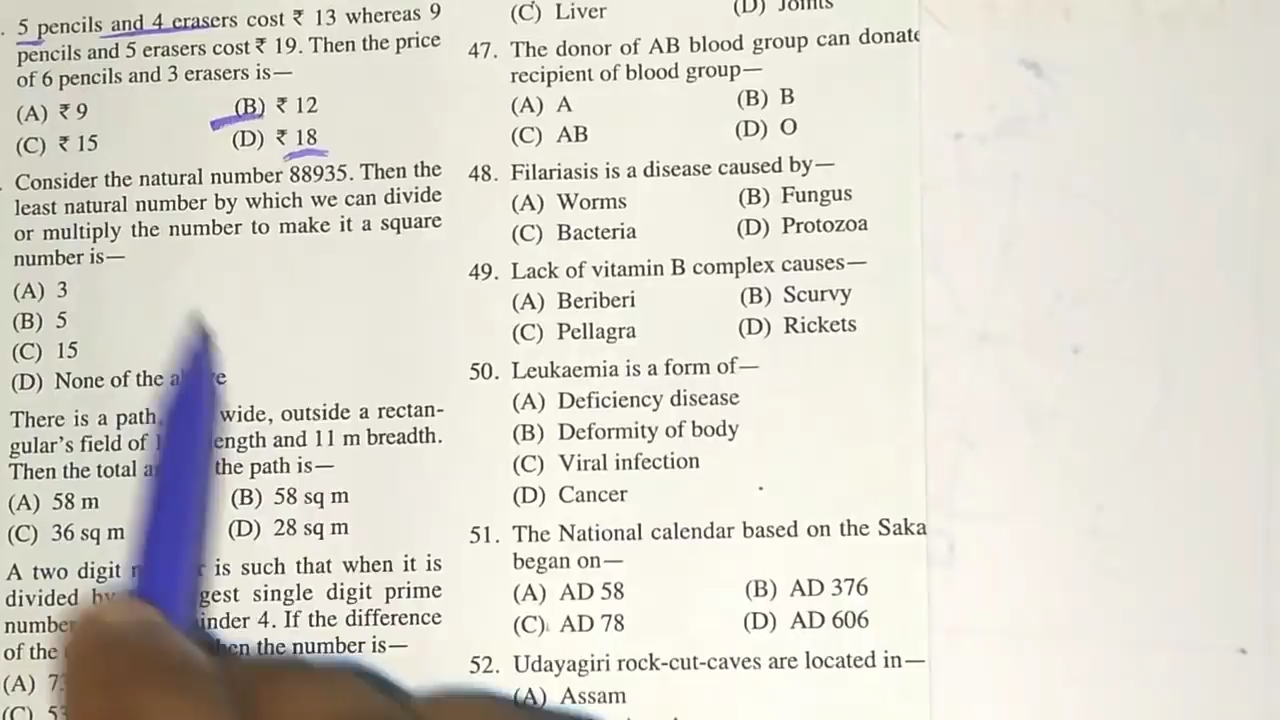 . 5 pencils and 4 erasers cost ₹ 13 whereas 9
pencils and 5 erasers cost ₹ 19. Then the price
of 6 pencils and 3 erasers is—
(A) ₹ 9 (B) ₹ 12
(C) ₹ 15 (D) ₹ 18
. Consider the natural number 88935. Then the
least natural number by which we can divide
or multiply the number to make it a square
number is—
(A) 3
(B) 5
(C) 15
(D) None of the
There is a path, wide, outside a rectan-
gular's field of ength and 11 m breadth.
Then the total the path is—
(A) 58 m (B) 58 sq m
(C) 36 sq m (D) 28 sq m
A two digit is such that when it is
divided gest single digit prime
number inder 4. If the difference
of the the number is—
(A)
(C)
(C) Liver (D) Joints
47. The donor of AB blood group can donate
recipient of blood group—
(A) A (B) B
(C) AB (D) O
48. Filariasis is a disease caused by—
(A) Worms (B) Fungus
(C) Bacteria (D) Protozoa
49. Lack of vitamin B complex causes—
(A) Beriberi (B) Scurvy
(C) Pellagra (D) Rickets
50. Leukaemia is a form of—
(A) Deficiency disease
(B) Deformity of body
(C) Viral infection
(D) Cancer
51. The National calendar based on the Saka
began on—
(A) AD 58 (B) AD 376
(C) AD 78 (D) AD 606
52. Udayagiri rock-cut-caves are located in—
(A) Assam